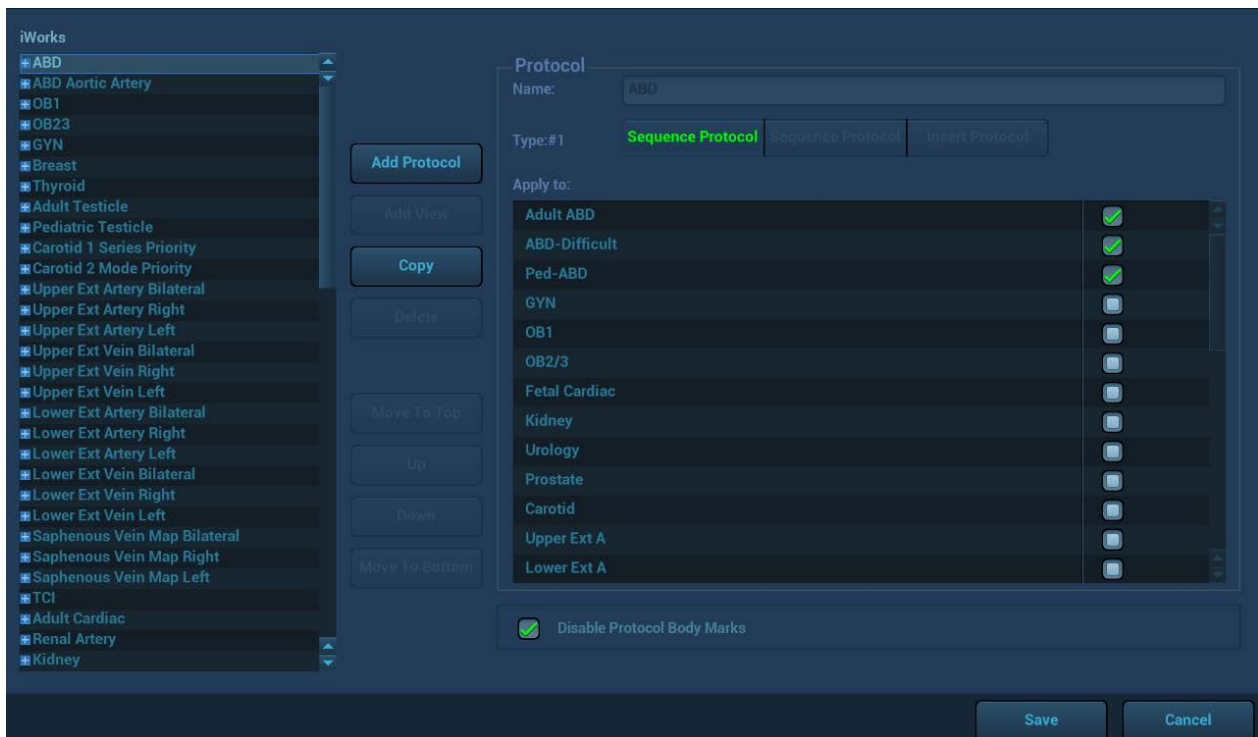 iWorks
ABD
ABD Aortic Artery
OB1
OB23
GYN
Breast
Thyroid
Adult Testicle
Pediatric Testicle
Carotid 1 Series Priority
Carotid 2 Mode Priority
Upper Ext Artery Bilateral
Upper Ext Artery Right
Upper Ext Artery Left
Upper Ext Vein Bilateral
Upper Ext Vein Right
Upper Ext Vein Left
Lower Ext Artery Bilateral
Lower Ext Artery Right
Lower Ext Artery Left
Lower Ext Vein Bilateral
Lower Ext Vein Right
Lower Ext Vein Left
Saphenous Vein Map Bilateral
Saphenous Vein Map Right
Saphenous Vein Map Left
TCI
Adult Cardiac
Renal Artery
Kidney
Add Protocol
Add View
Copy
Delete
Move To Top
Up
Down
Move To Bottom
Protocol
Name: ABD
Type:#1 Sequence Protocol Sequence Protocol Insert Protocol
Apply to:
Adult ABD
ABD-Difficult
Ped-ABD
GYN
OB1
OB2/3
Fetal Cardiac
Kidney
Urology
Prostate
Carotid
Upper Ext A
Lower Ext A
Disable Protocol Body Marks
Save Cancel